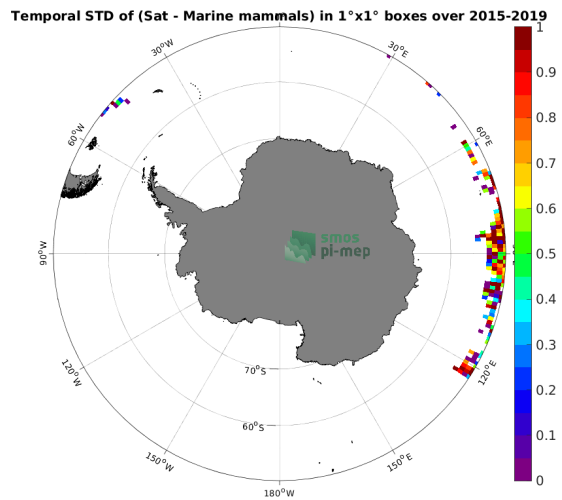 Temporal STD of (Sat - Marine mammals) in 1°x1° boxes over 2015-2019
30°W
30°E
60°W
60°E
90°W
120°W
120°E
150°W
150°E
180°W
70°S
60°S
smos
pi-mep
1
0.9
0.8
0.7
0.6
0.5
0.4
0.3
0.2
0.1
0